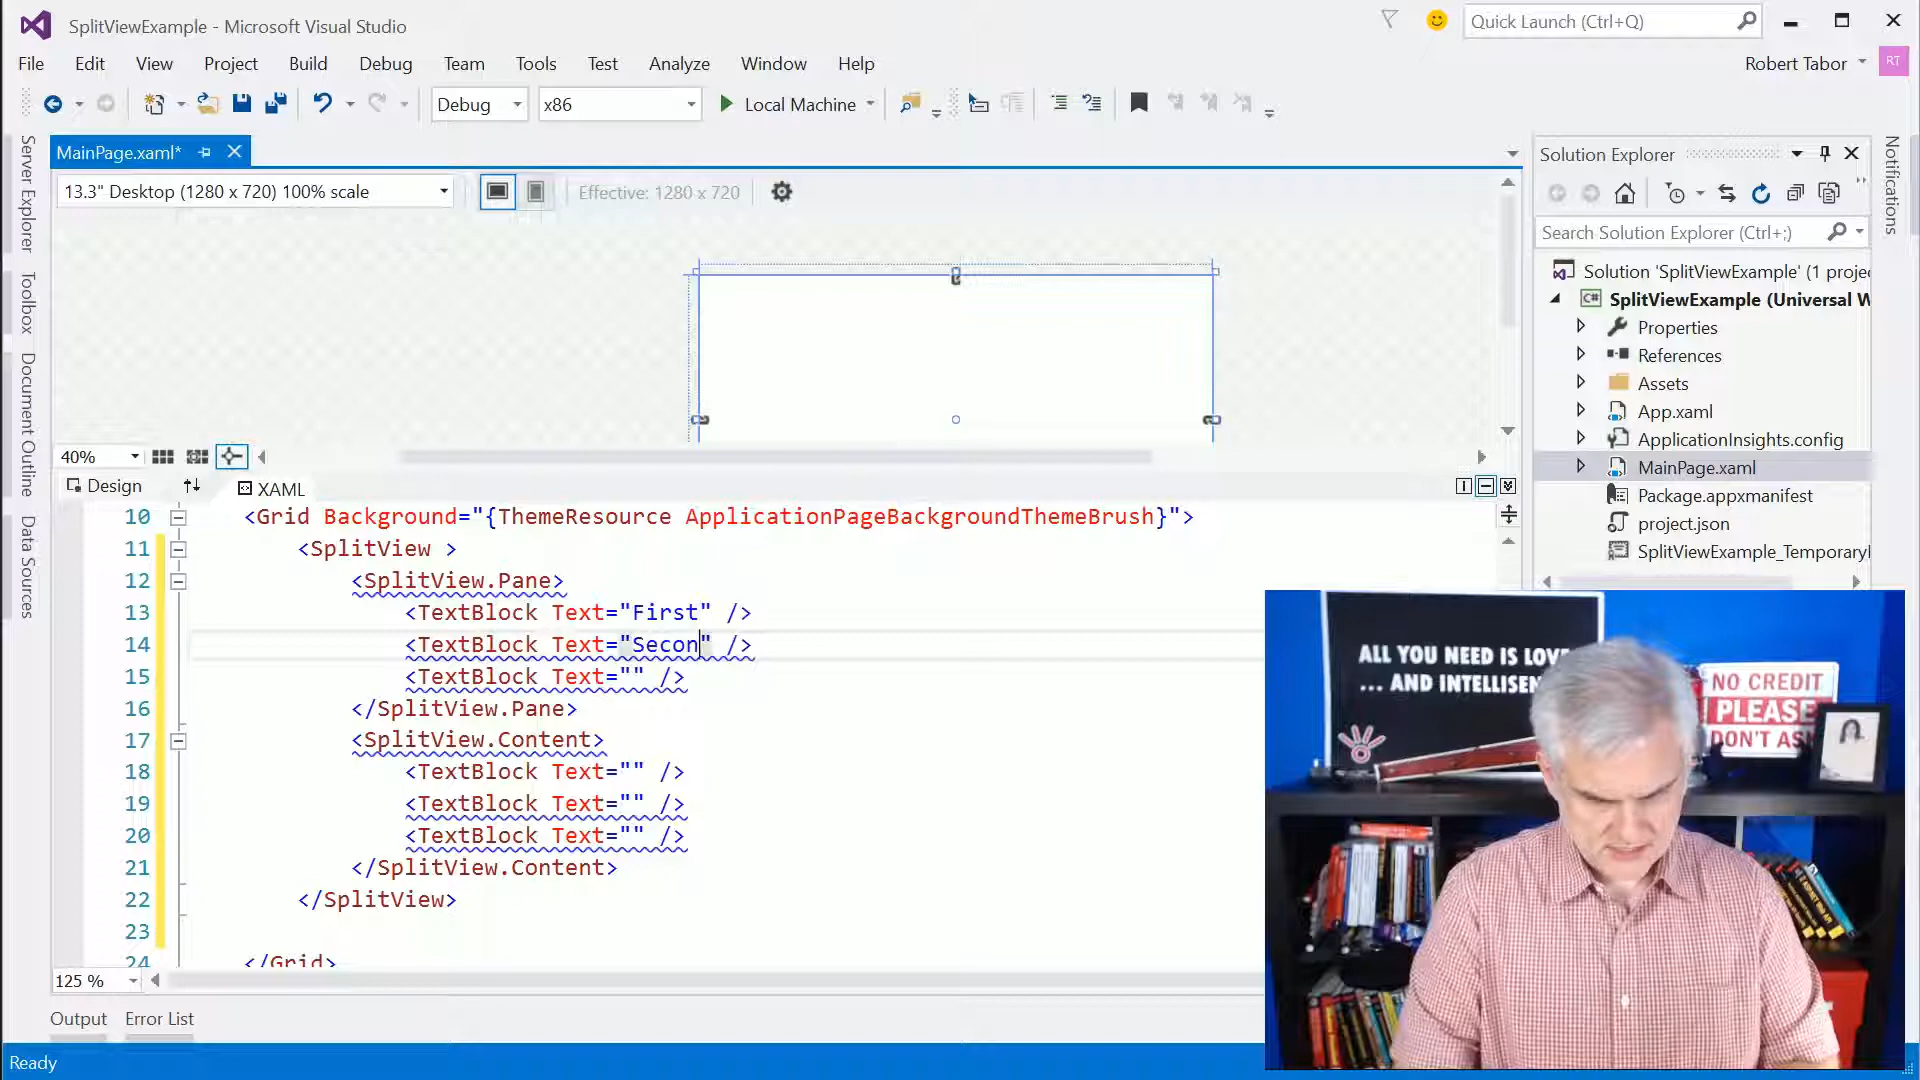 SplitViewExample - Microsoft Visual Studio
Quick Launch (Ctrl+Q)
File Edit View Project Build Debug Team Tools Test Analyze Window Help
Robert Tabor RT
Debug x86 Local Machine
Server Explorer
Toolbox
Document Outline
Data Sources
MainPage.xaml*
13.3" Desktop (1280 x 720) 100% scale
Effective: 1280 x 720
40%
Design XAML
10 <Grid Background="{ThemeResource ApplicationPageBackgroundThemeBrush}">
11 <SplitView >
12 <SplitView.Pane>
13 <TextBlock Text="First" />
14 <TextBlock Text="Secon" />
15 <TextBlock Text="" />
16 </SplitView.Pane>
17 <SplitView.Content>
18 <TextBlock Text="" />
19 <TextBlock Text="" />
20 <TextBlock Text="" />
21 </SplitView.Content>
22 </SplitView>
23
24 </Grid>
125 %
Output Error List
Ready
Solution Explorer
Search Solution Explorer (Ctrl+;)
Solution 'SplitViewExample' (1 projec
SplitViewExample (Universal W
Properties
References
Assets
App.xaml
ApplicationInsights.config
MainPage.xaml
Package.appxmanifest
project.json
SplitViewExample_Temporaryl
Notifications
ALL YOU NEED IS LOVE
... AND INTELLISEN
NO CREDIT
PLEASE
DON'T ASK